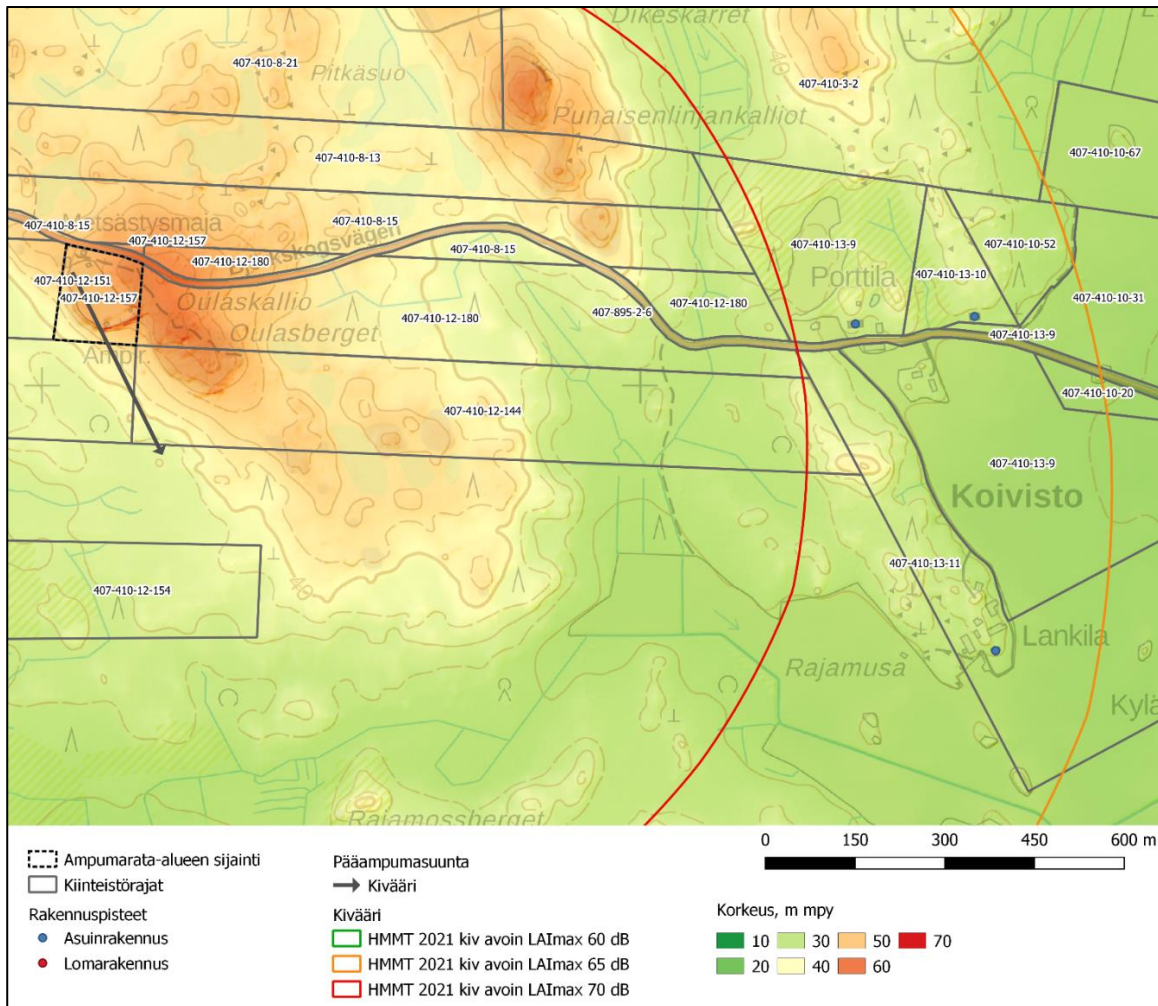 Dikeskärret
407-410-8-21
Pitkäsuo
407-410-3-2
40
Punaisenlinjankalliot
407-410-8-13
407-410-10-67
Metsästysmaja
407-410-8-15
407-410-8-15
407-410-12-157
407-410-8-15
407-410-13-9
407-410-10-52
407-410-12-180
407-410-13-10
Porttila
407-410-12-151
407-410-12-157
Oulaskallio
407-410-12-180
407-410-10-31
407-895-2-6
407-410-12-180
Oulasberget
407-410-13-9
Ampr.
407-410-12-144
407-410-10-20
407-410-13-9
Koivisto
407-410-13-11
407-410-12-154
40
Lankila
Rajamusa
Kylä
Rajamossberget
0 150 300 450 600 m
Ampumarata-alueen sijainti
Kiinteistörajat
Rakennuspisteet
Asuinrakennus
Lomarakennus
Pääampumasuunta
Kivääri
Kivääri
HMMT 2021 kiv avoin LAImax 60 dB
HMMT 2021 kiv avoin LAImax 65 dB
HMMT 2021 kiv avoin LAImax 70 dB
Korkeus, m mpy
10 30 50 70
20 40 60